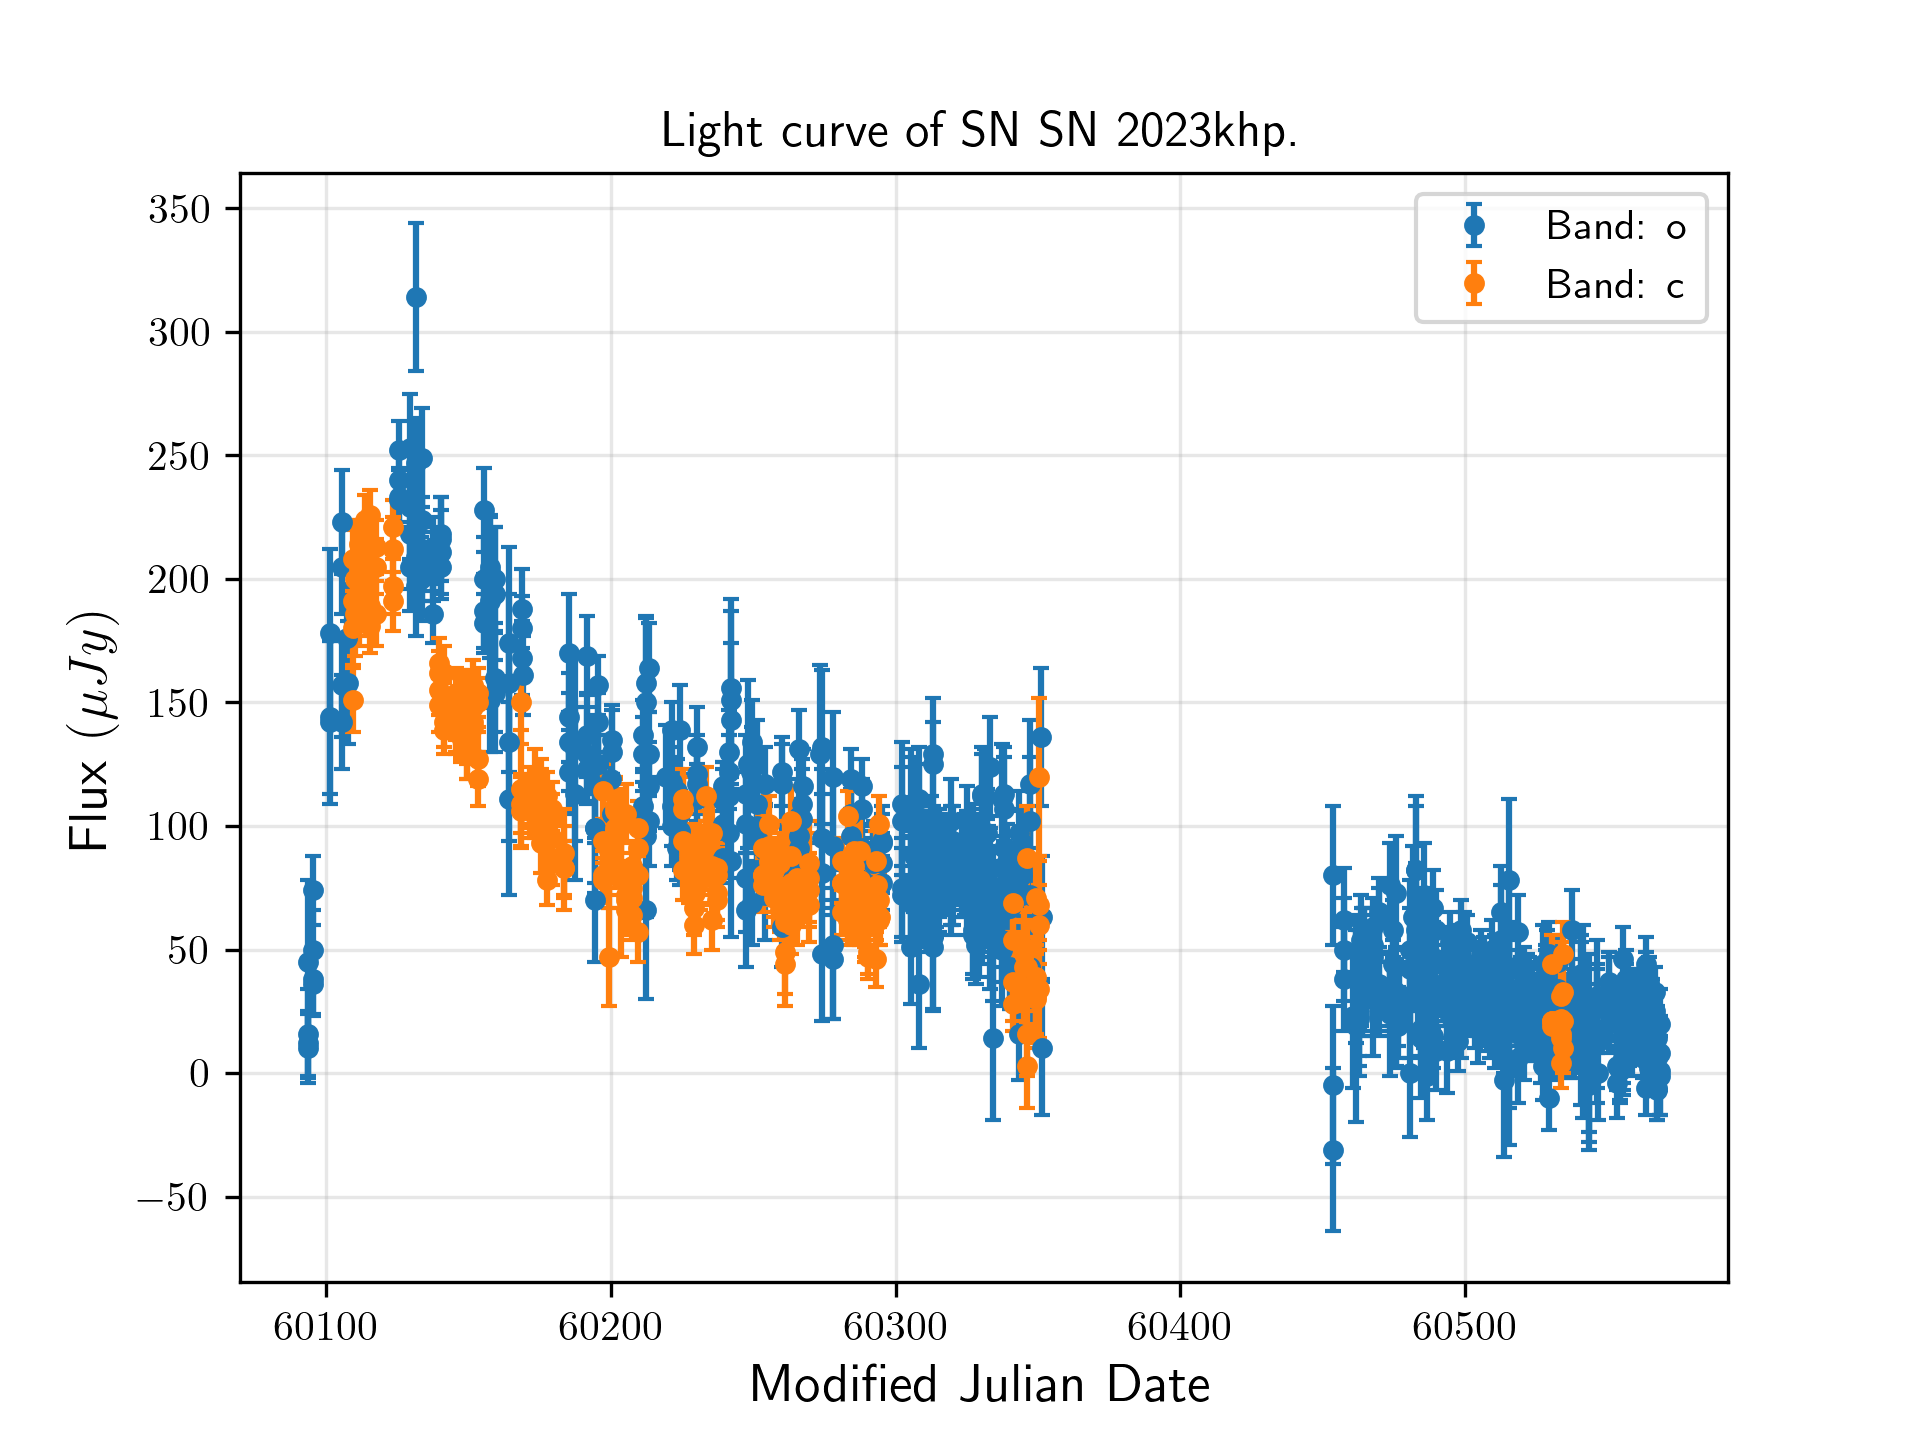 Light curve of SN SN 2023khp.
350
300
250
200
150
100
50
0
−50
Flux (μJy)
Band: o
Band: c
60100 60200 60300 60400 60500
Modified Julian Date